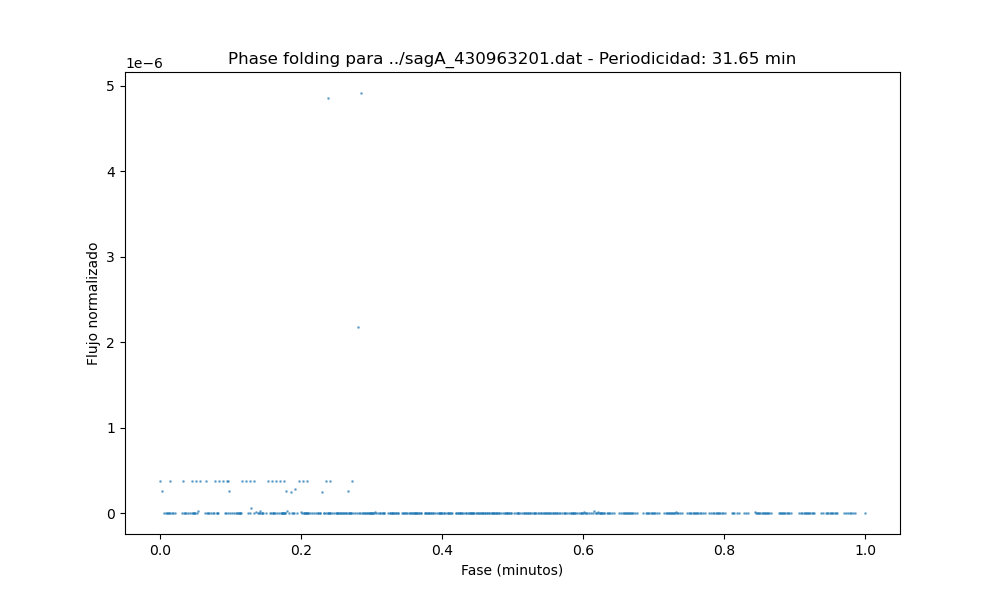 Phase folding para ../sagA_430963201.dat - Periodicidad: 31.65 min
1e−6
5
4
3
2
1
0
Flujo normalizado
0.0 0.2 0.4 0.6 0.8 1.0
Fase (minutos)